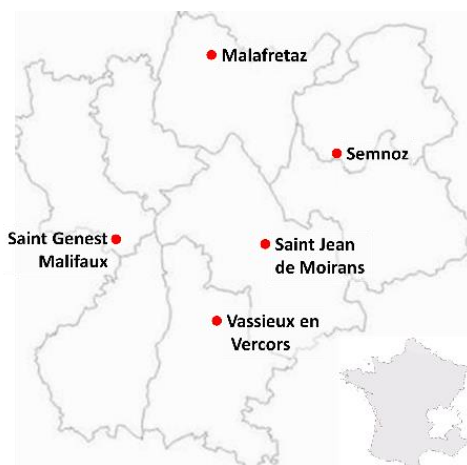 Malafretaz
Semnoz
Saint Genest
Malifaux
Saint Jean
de Moirans
Vassieux en
Vercors